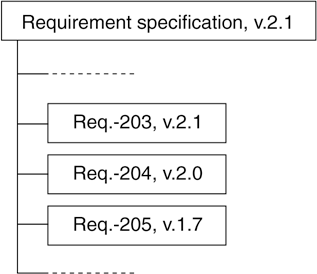 Requirement specification, v.2.1
Req.-203, v.2.1
Req.-204, v.2.0
Req.-205, v.1.7